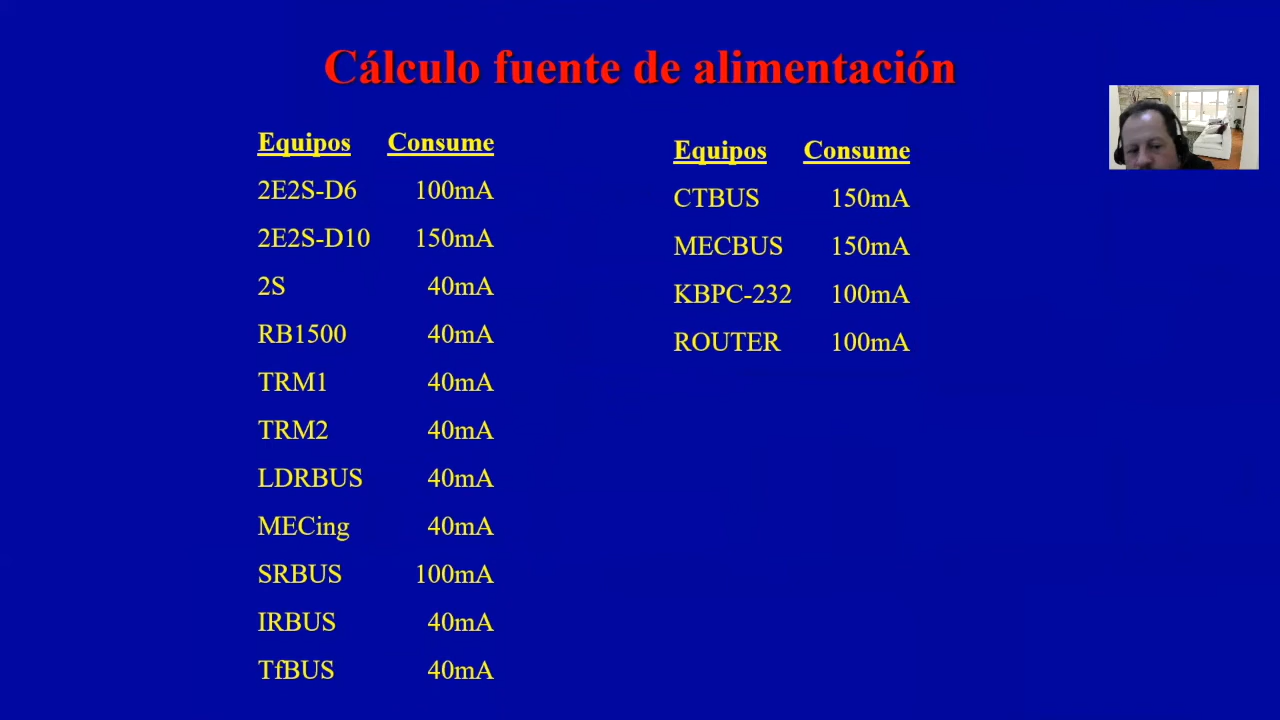 Cálculo fuente de alimentación
Equipos Consume
2E2S-D6 100mA
2E2S-D10 150mA
2S 40mA
RB1500 40mA
TRM1 40mA
TRM2 40mA
LDRBUS 40mA
MECing 40mA
SRBUS 100mA
IRBUS 40mA
TfBUS 40mA
Equipos Consume
CTBUS 150mA
MECBUS 150mA
KBPC-232 100mA
ROUTER 100mA